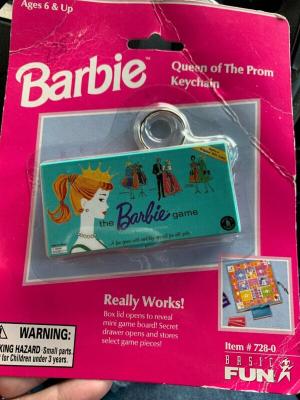 Ages 6 & Up
Barbie
Queen of The Prom
Keychain
the Barbie game
Really Works!
Box lid opens to reveal
mini game board! Secret
drawer opens and stores
select game pieces!
WARNING:
KING HAZARD-Small parts.
for Children under 3 years.
Item # 728-0
BASIC
FUN